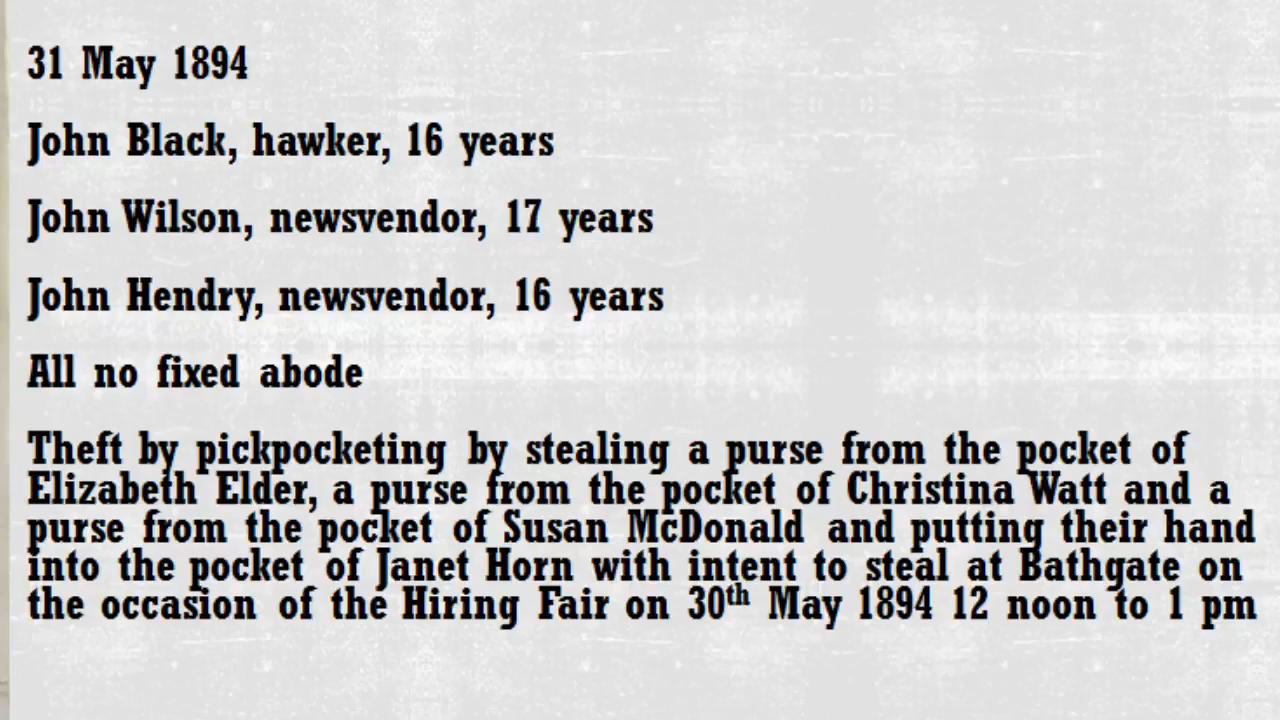 31 May 1894
John Black, hawker, 16 years
John Wilson, newsvendor, 17 years
John Hendry, newsvendor, 16 years
All no fixed abode
Theft by pickpocketing by stealing a purse from the pocket of
Elizabeth Elder, a purse from the pocket of Christina Watt and a
purse from the pocket of Susan McDonald and putting their hand
into the pocket of Janet Horn with intent to steal at Bathgate on
the occasion of the Hiring Fair on 30th May 1894 12 noon to 1 pm